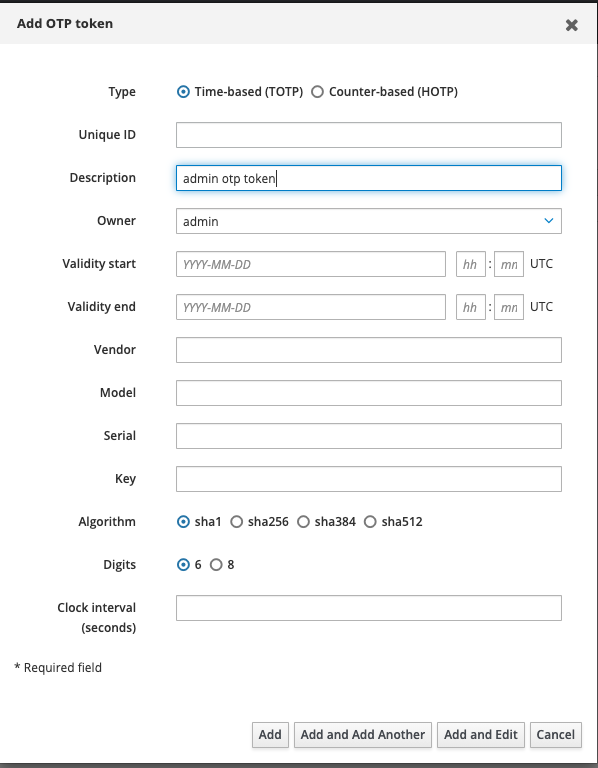 Add OTP token
Type Time-based (TOTP) Counter-based (HOTP)
Unique ID
Description admin otp token
Owner admin
Validity start YYYY-MM-DD hh : mn UTC
Validity end YYYY-MM-DD hh : mn UTC
Vendor
Model
Serial
Key
Algorithm sha1 sha256 sha384 sha512
Digits 6 8
Clock interval
(seconds)
* Required field
Add Add and Add Another Add and Edit Cancel